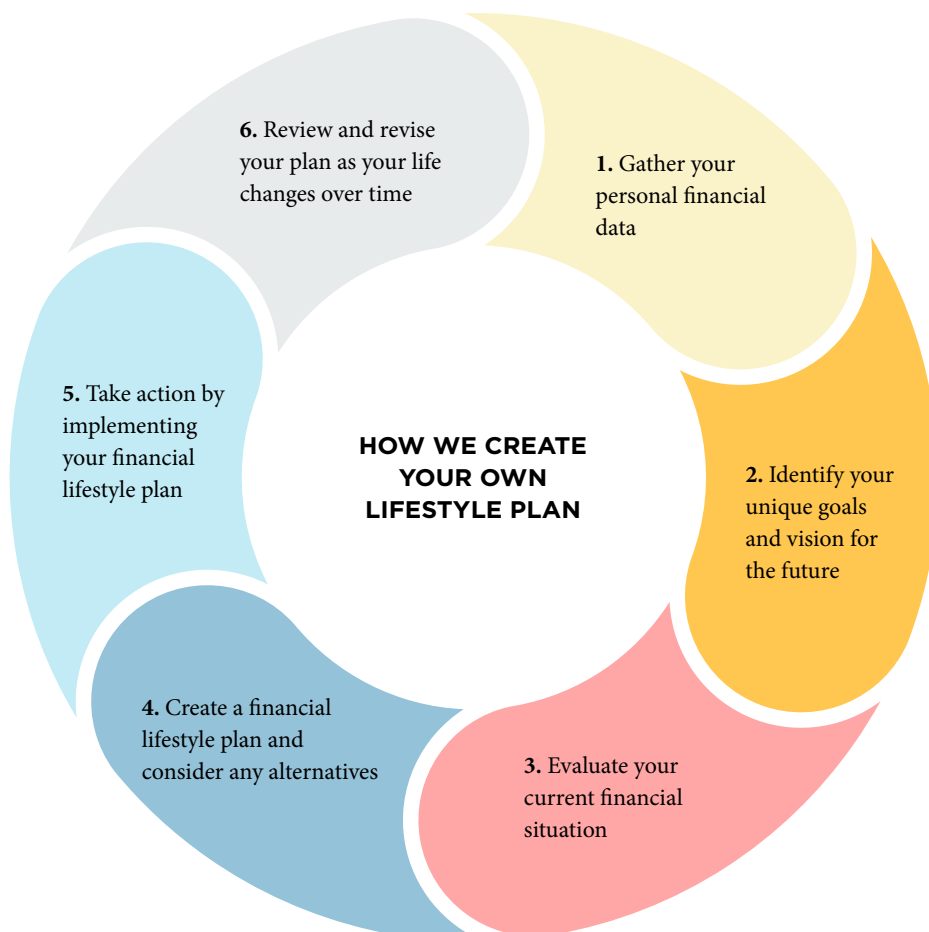 HOW WE CREATE
YOUR OWN
LIFESTYLE PLAN
1. Gather your
personal financial
data
2. Identify your
unique goals
and vision for
the future
3. Evaluate your
current financial
situation
4. Create a financial
lifestyle plan and
consider any alternatives
5. Take action by
implementing
your financial
lifestyle plan
6. Review and revise
your plan as your life
changes over time